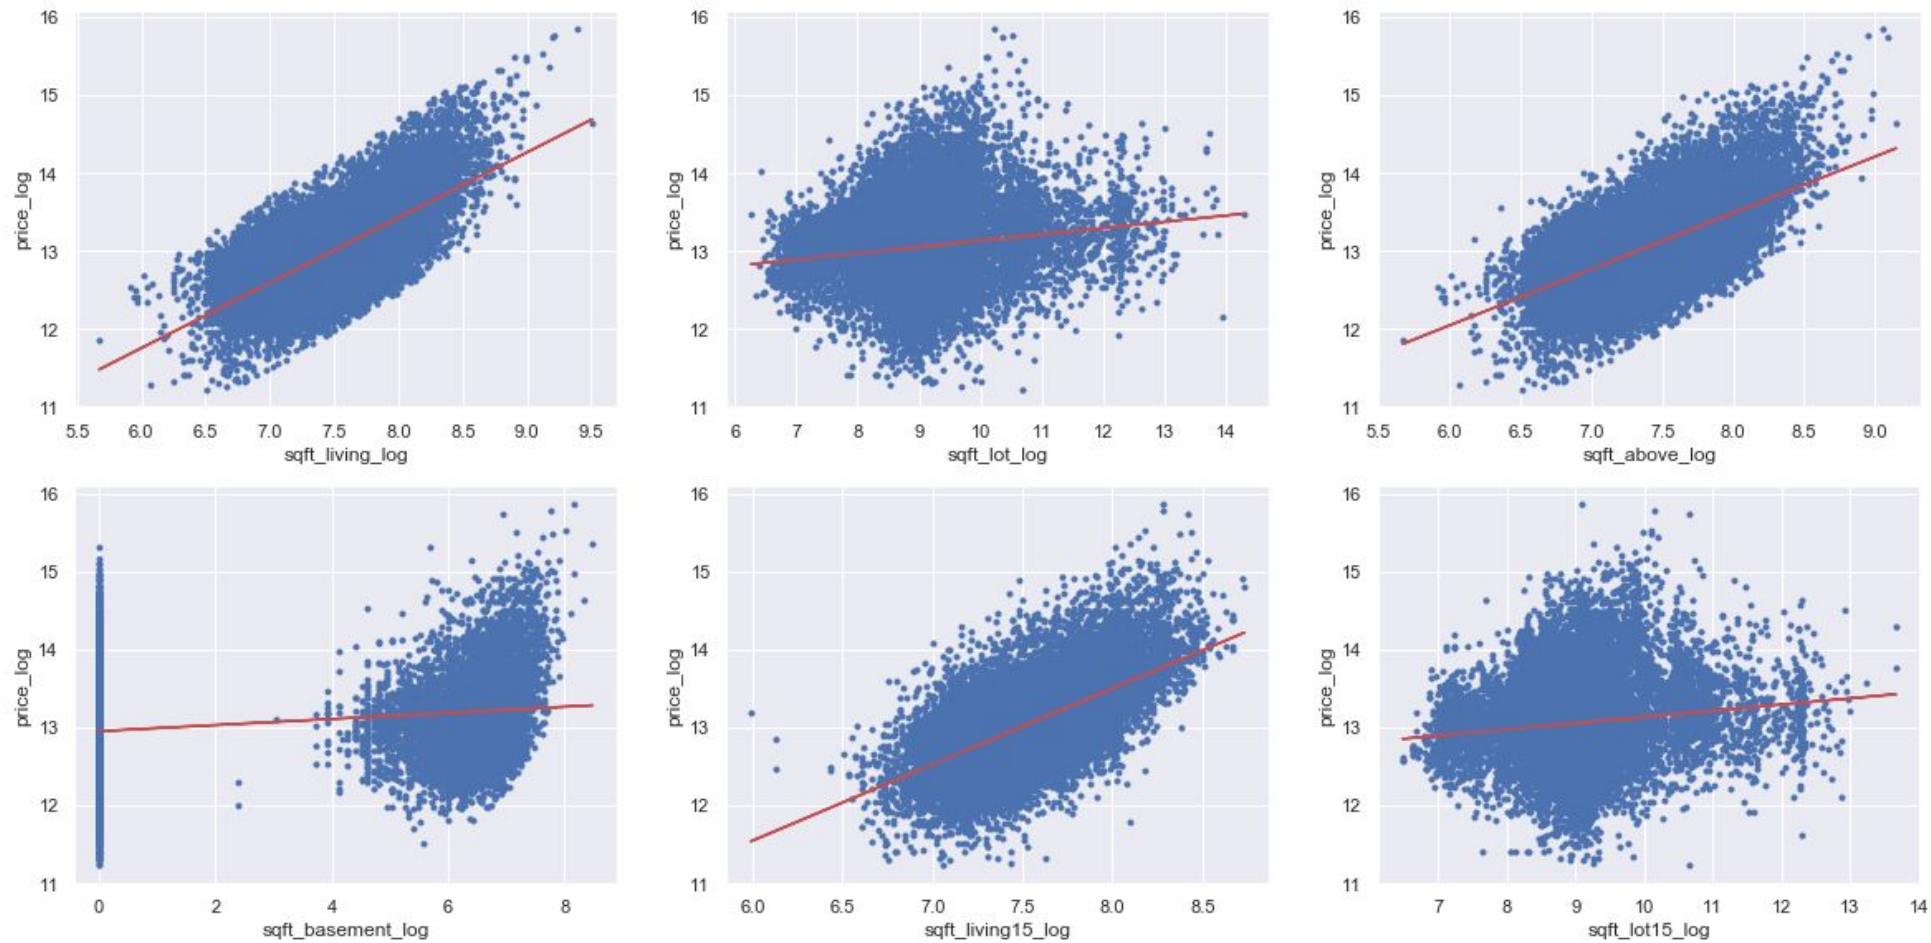 16 16 16
15 15 15
14 14 14
13 13 13
12 12 12
11 11 11
price_log price_log price_log
5.5 6.0 6.5 7.0 7.5 8.0 8.5 9.0 9.5 6 7 8 9 10 11 12 13 14 5.5 6.0 6.5 7.0 7.5 8.0 8.5 9.0
sqft_living_log sqft_lot_log sqft_above_log
16 16 16
15 15 15
14 14 14
13 13 13
12 12 12
11 11 11
price_log price_log price_log
0 2 4 6 8 6.0 6.5 7.0 7.5 8.0 8.5 7 8 9 10 11 12 13 14
sqft_basement_log sqft_living15_log sqft_lot15_log